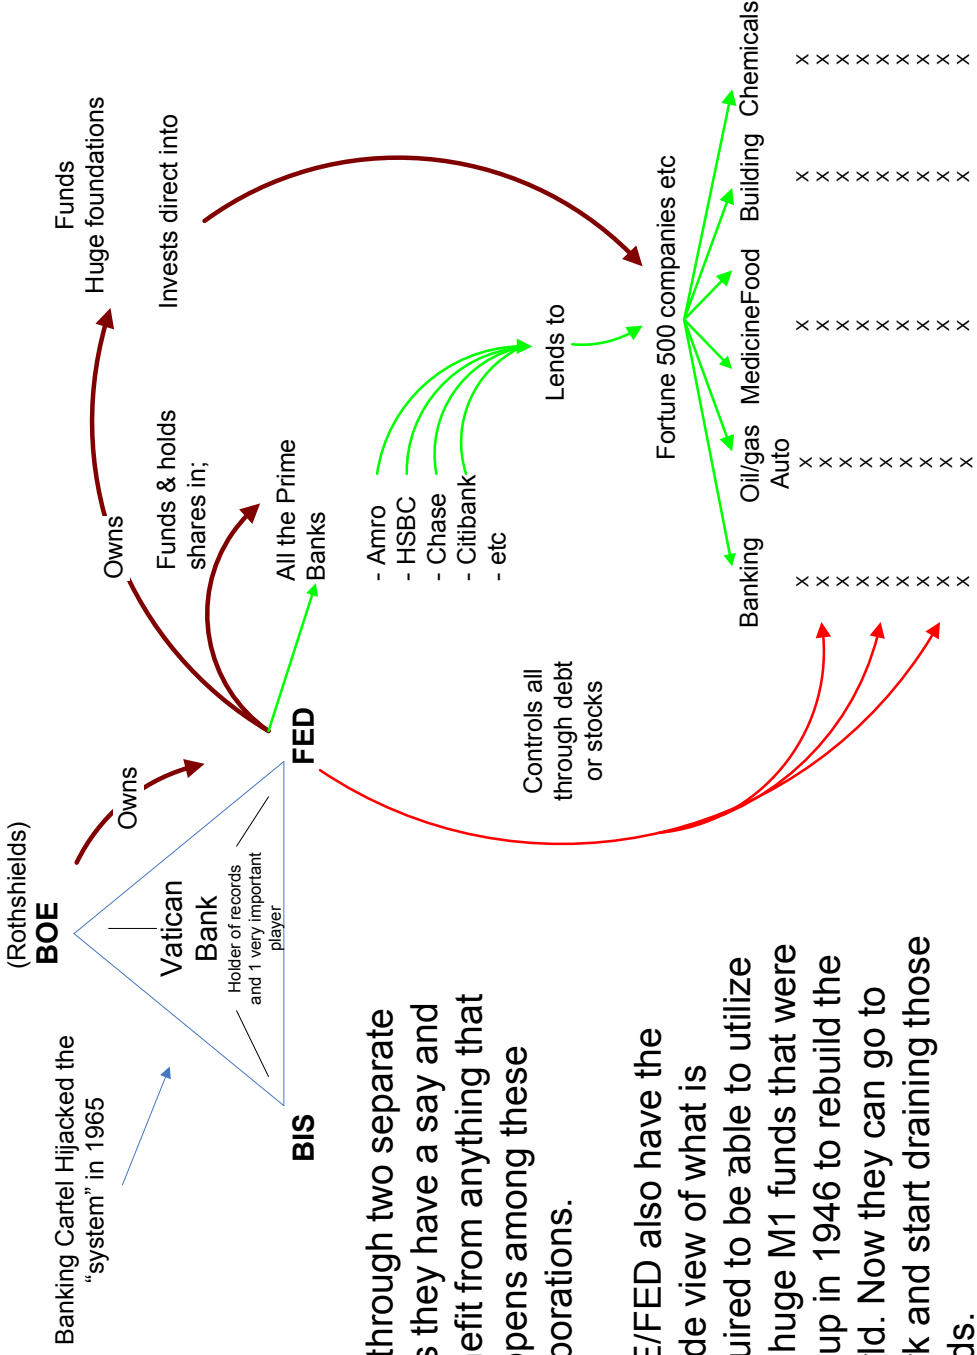 (Rothshields)
BOE
Banking Cartel Hijacked the
“system” in 1965
Owns
Vatican
Bank
Holder of records
and 1 very important
player
BIS
FED
Owns
Funds
Huge foundations
Invests direct into
Funds & holds
shares in;
All the Prime
Banks
- Amro
- HSBC
- Chase
- Citibank
- etc
Lends to
Fortune 500 companies etc
Controls all
through debt
or stocks
Banking Oil/gas MedicineFood Building Chemicals
Auto
x x x x x
x x x x x
x x x x x
x x x x x
x x x x x
x x x x x
x x x x x
x x x x x
x x x x x
through two separate
s they have a say and
efit from anything that
pens among these
orations.
E/FED also have the
de view of what is
uired to be able to utilize
huge M1 funds that were
up in 1946 to rebuild the
ld. Now they can go to
k and start draining those
ds.